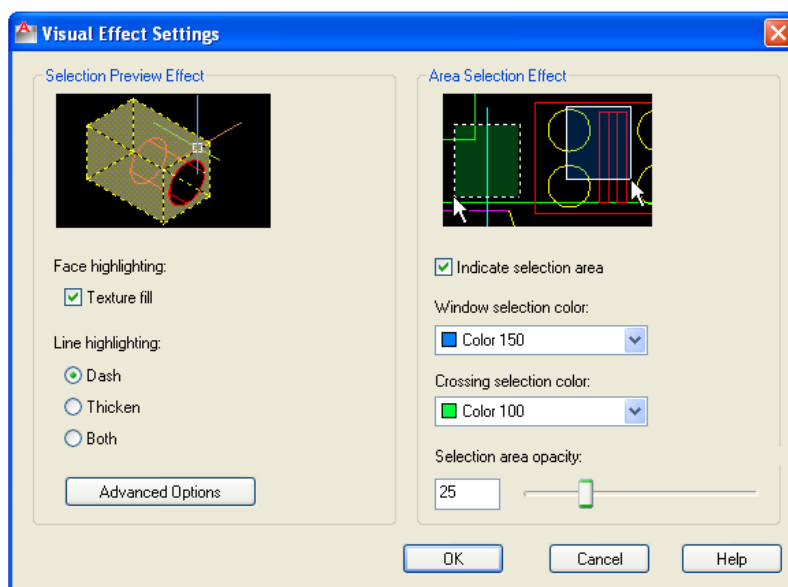 Visual Effect Settings
Selection Preview Effect
Face highlighting:
Texture fill
Line highlighting:
Dash
Thicken
Both
Advanced Options
Area Selection Effect
Indicate selection area
Window selection color:
Color 150
Crossing selection color:
Color 100
Selection area opacity:
25
OK
Cancel
Help